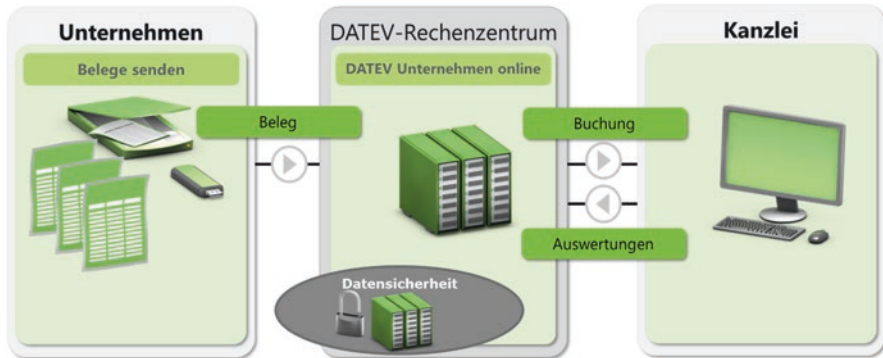 Unternehmen
Belege senden
Beleg
DATEV-Rechenzentrum
DATEV Unternehmen online
Datensicherheit
Buchung
Auswertungen
Kanzlei